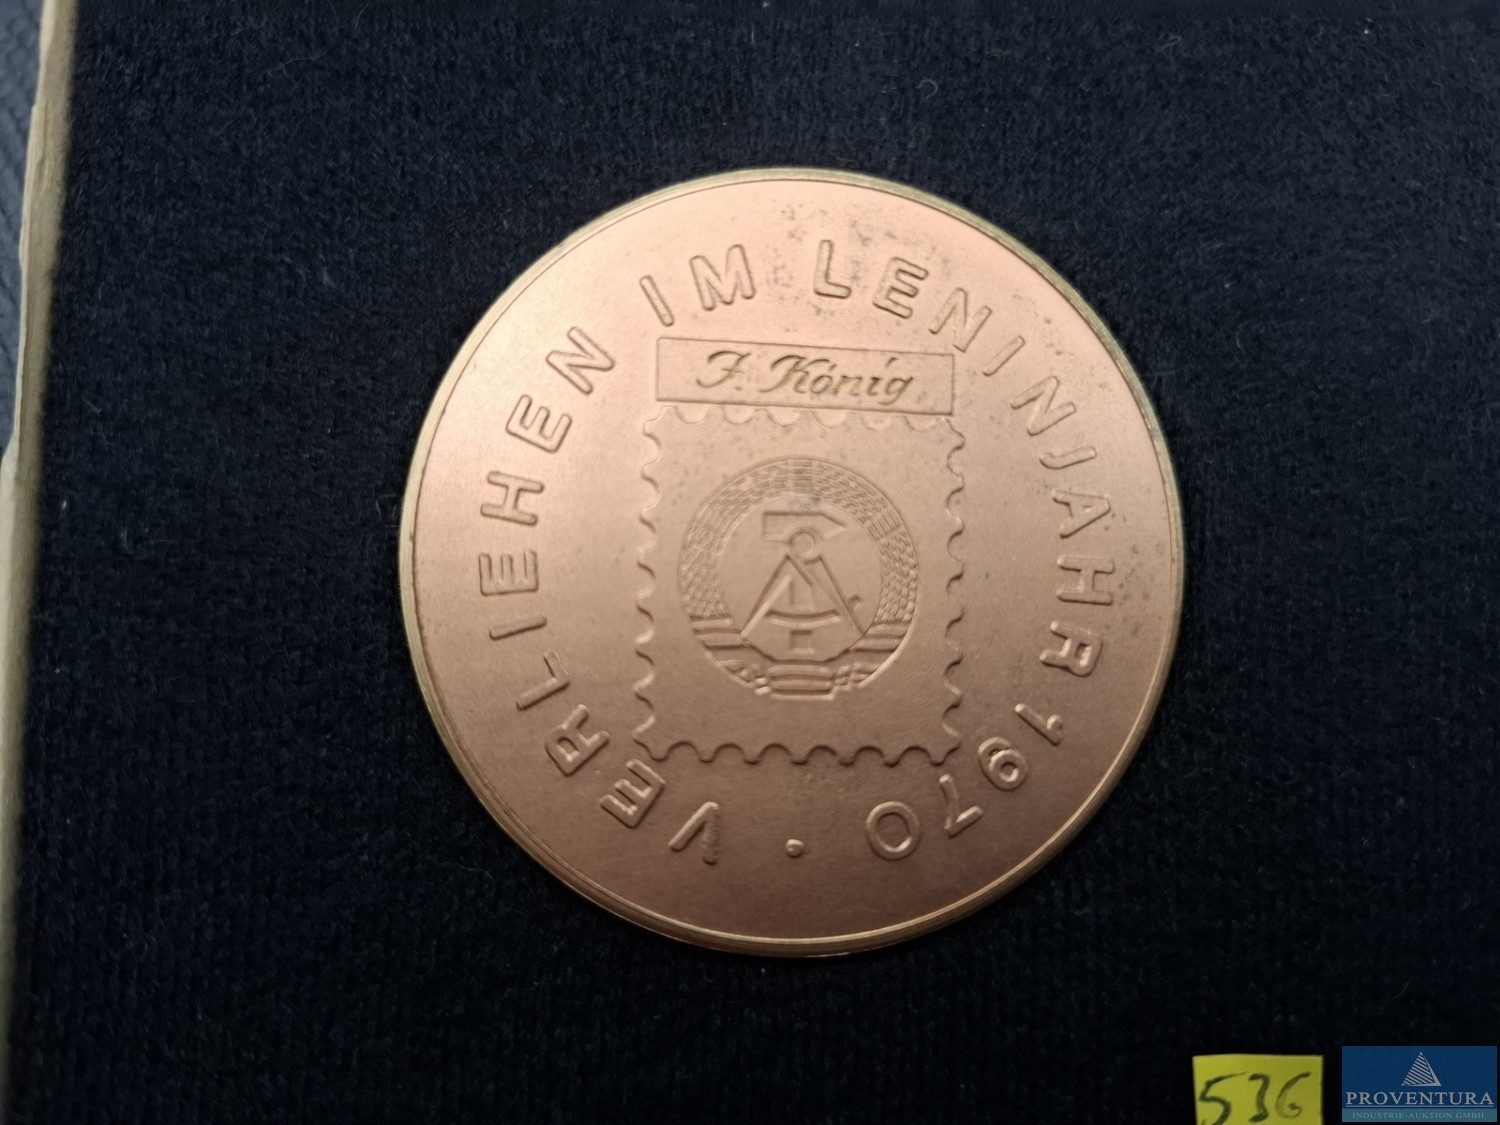 VERLIEHEN IM LENINJAHR 1970 •
J. König
536
PROVENTURA
INDUSTRIE-AUKTION GMBH